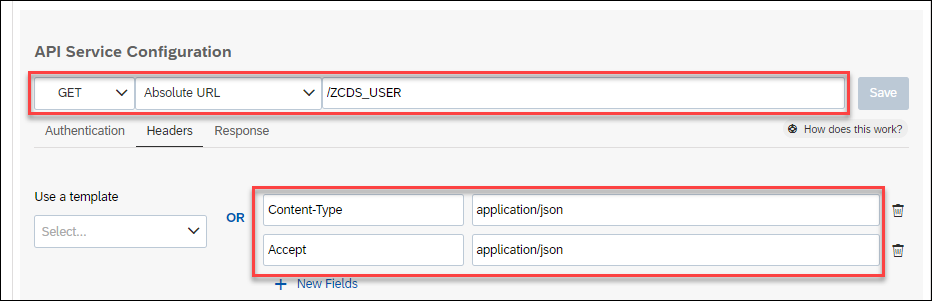 API Service Configuration
GET Absolute URL /ZCDS_USER Save
Authentication Headers Response How does this work?
Use a template
Select... OR Content-Type application/json
Accept application/json
+ New Fields